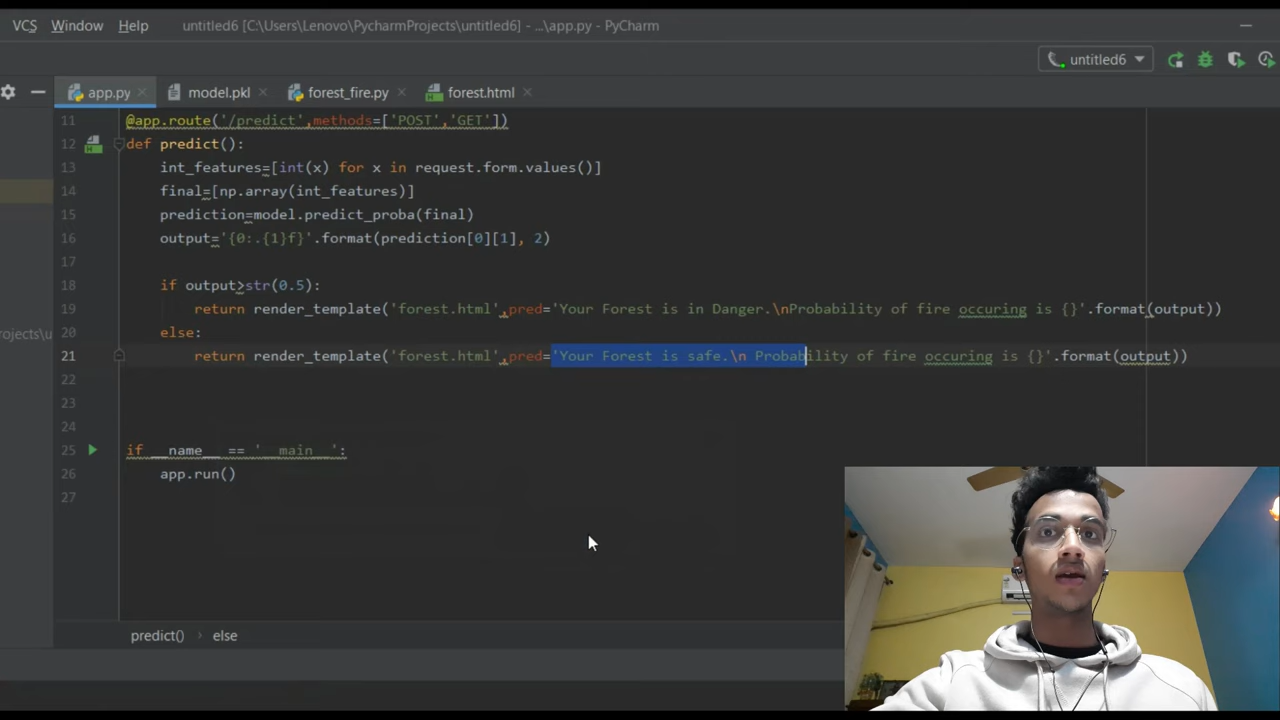 VCS Window Help untitled6 [C:\Users\Lenovo\PycharmProjects\untitled6] - ...\app.py - PyCharm
untitled6
app.py model.pkl forest_fire.py forest.html
11 @app.route('/predict',methods=['POST','GET'])
12 def predict():
13 int_features=[int(x) for x in request.form.values()]
14 final=[np.array(int_features)]
15 prediction=model.predict_proba(final)
16 output='{0:.{1}f}'.format(prediction[0][1], 2)
17
18 if output>str(0.5):
19 return render_template('forest.html',pred='Your Forest is in Danger.\nProbability of fire occuring is {}'.format(output))
20 else:
21 return render_template('forest.html',pred='Your Forest is safe.\n Probability of fire occuring is {}'.format(output))
22
23
24
25 if __name__ == '__main__':
26 app.run()
27
predict() › else